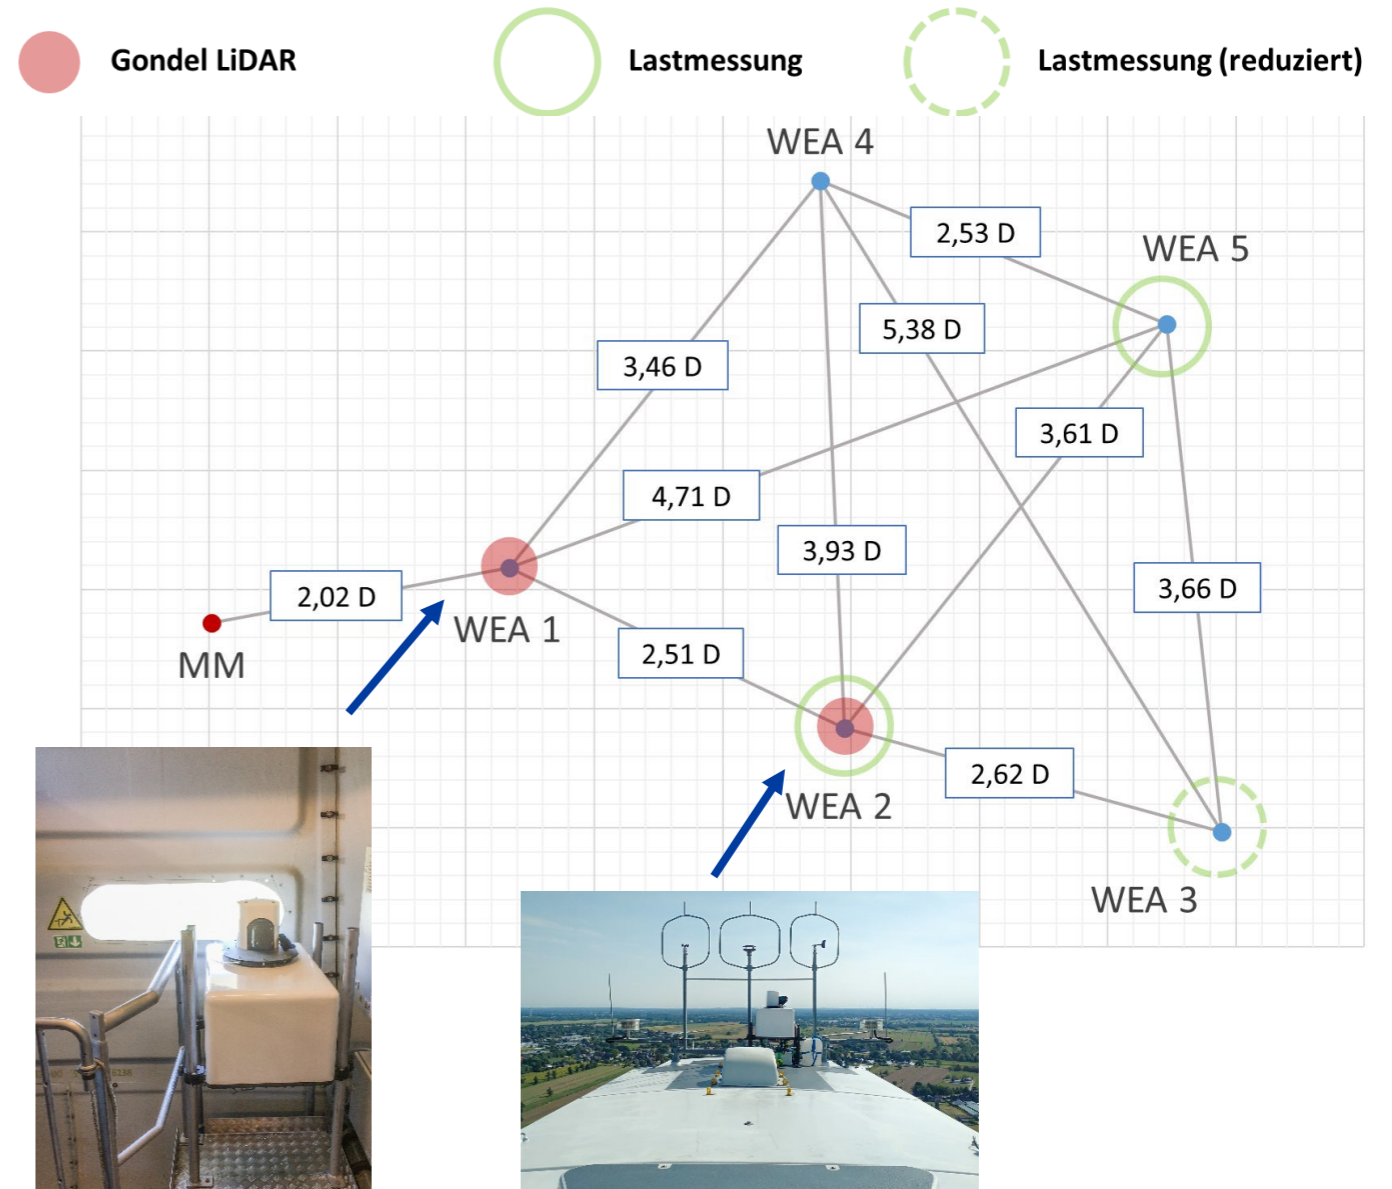 Gondel LiDAR
Lastmessung
Lastmessung (reduziert)
WEA 4
2,53 D
WEA 5
5,38 D
3,46 D
3,61 D
4,71 D
3,93 D
2,02 D
3,66 D
WEA 1
MM
2,51 D
2,62 D
WEA 2
WEA 3